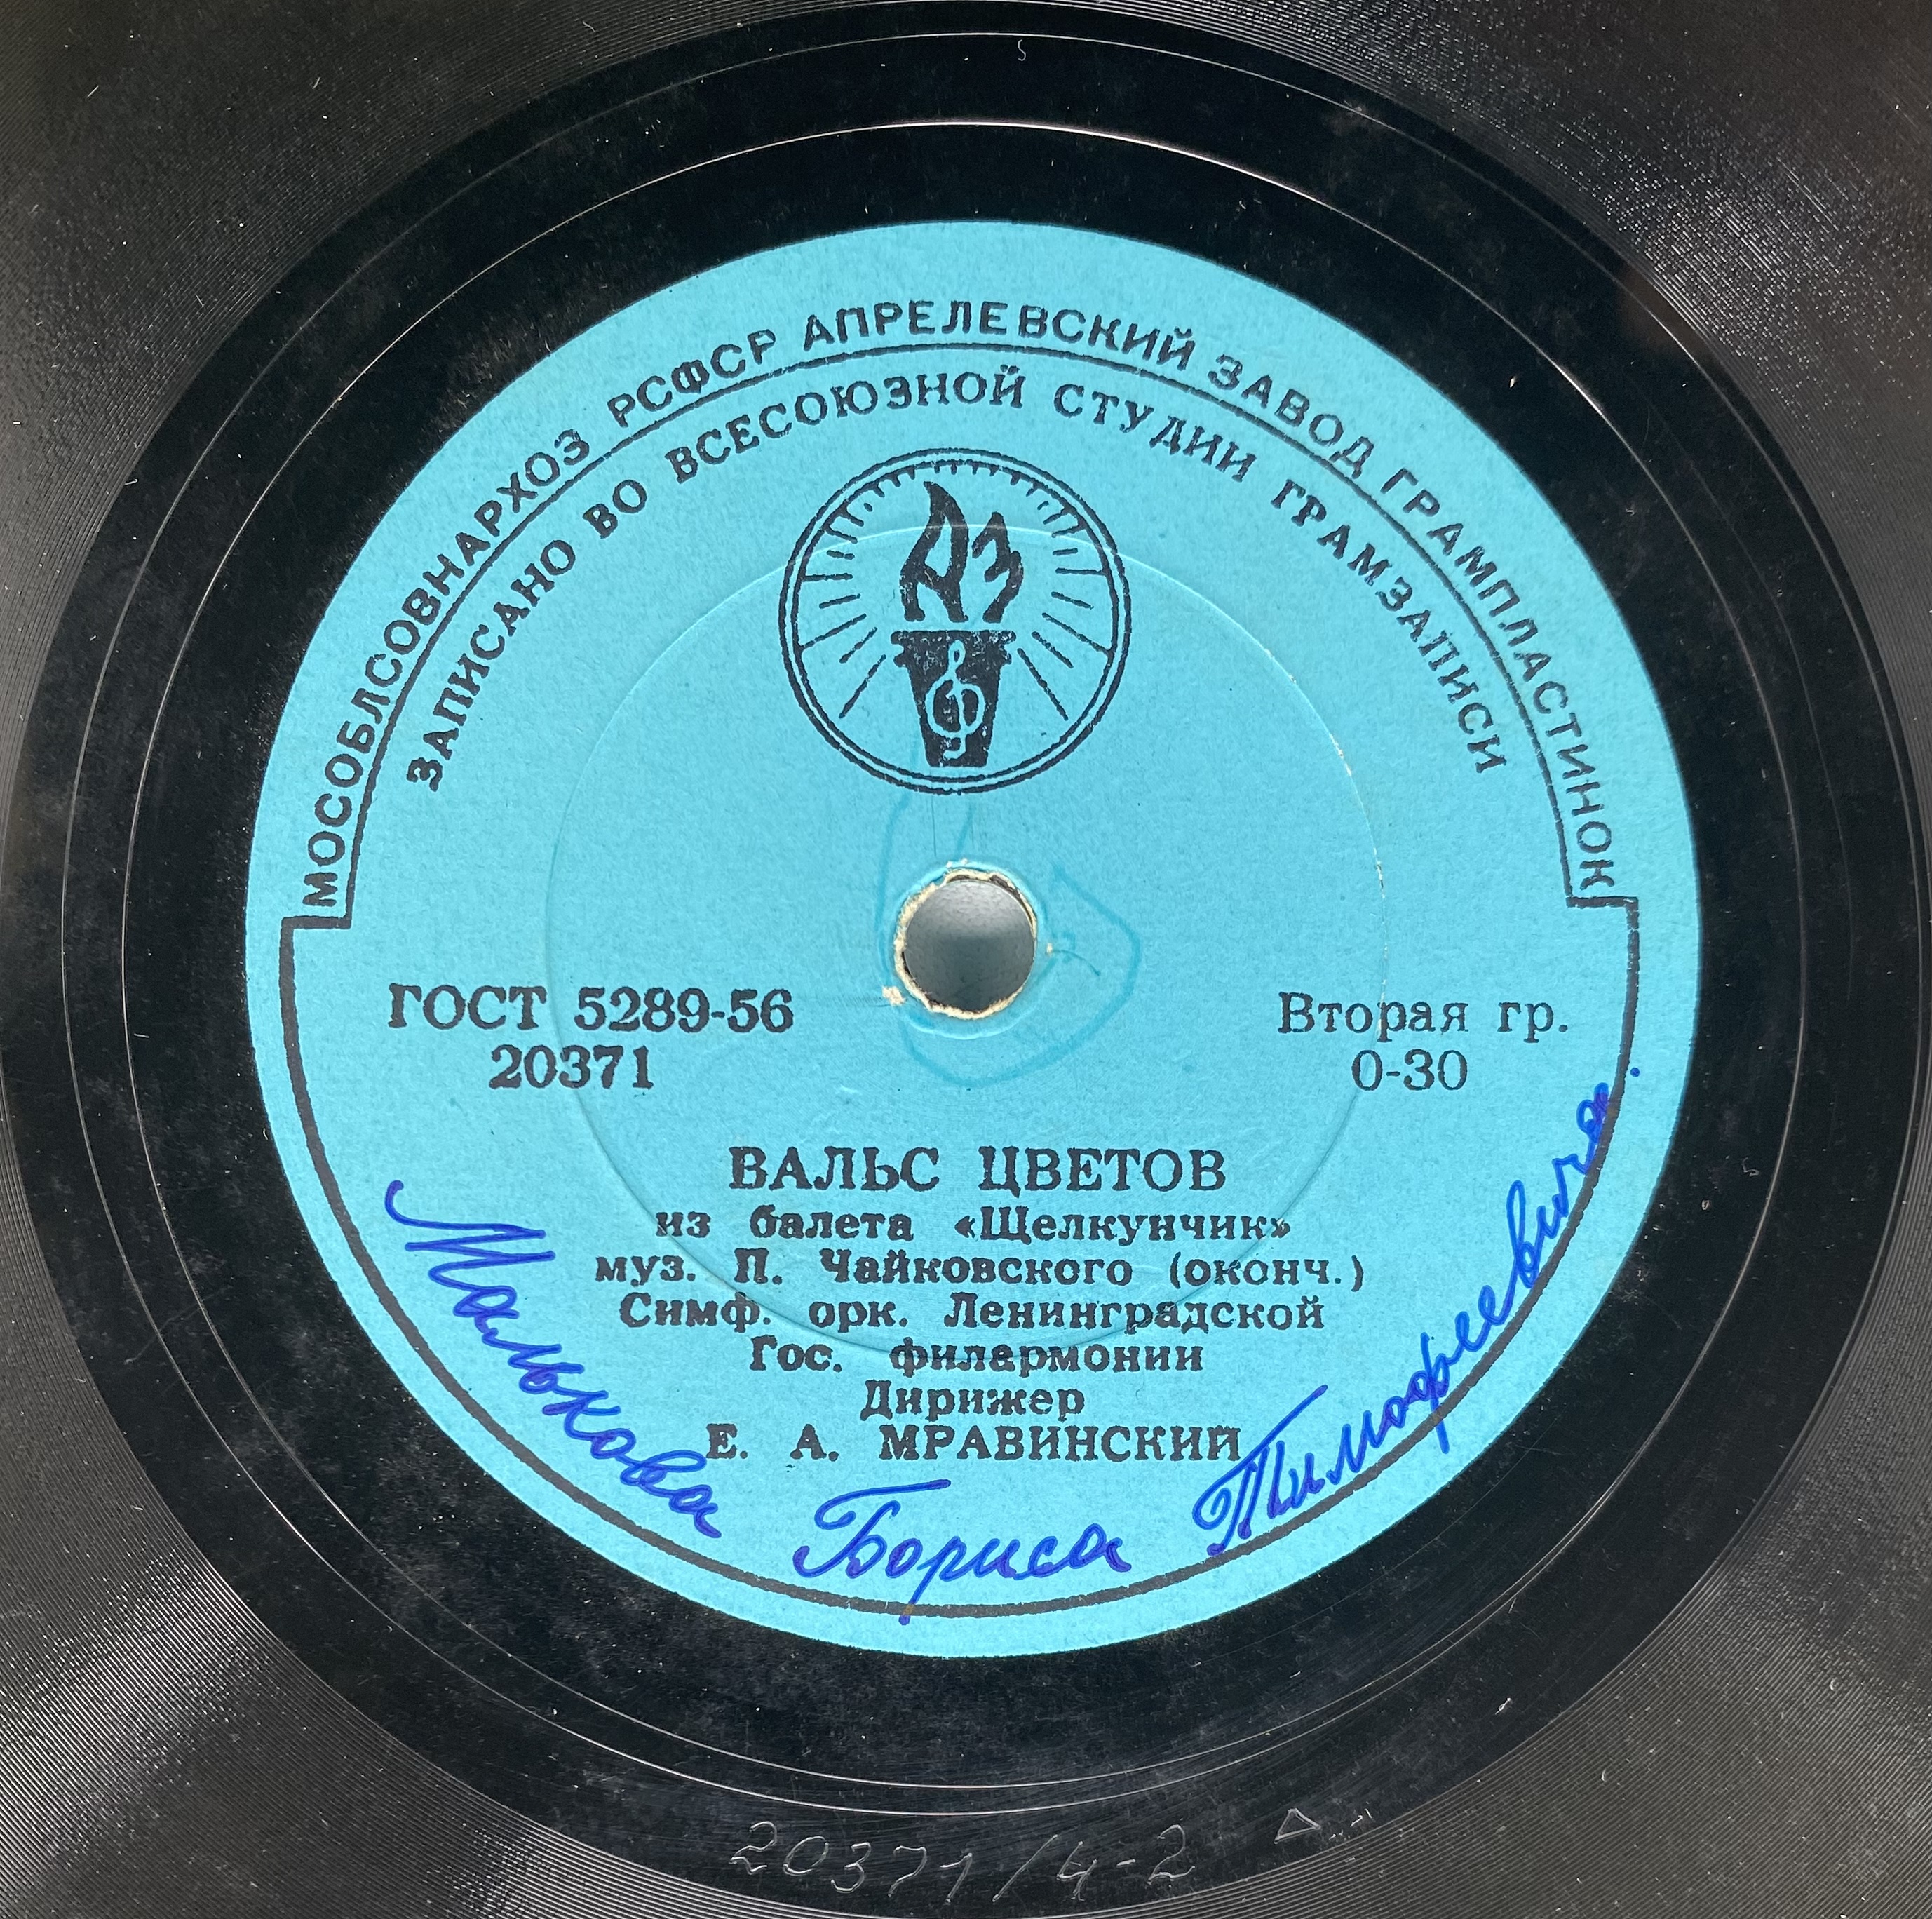 МОСОБЛСОВНАРХОЗ РСФСР АПРЕЛЕВСКИЙ ЗАВОД ГРАМПЛАСТИНОК
ЗАПИСАНО ВО ВСЕСОЮЗНОЙ СТУДИИ ГРАМЗАПИСИ
АЗ
ГОСТ 5289-56
20371
Вторая гр.
0-30
ВАЛЬС ЦВЕТОВ
из балета «Щелкунчик»
муз. П. Чайковского (оконч.)
Симф. орк. Ленинградской
Гос. филармонии
Дирижер
Е. А. МРАВИНСКИЙ
Малькова Бориса Тимофеевича.
20371/4-2